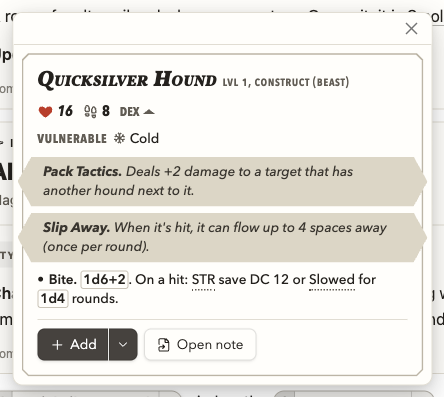 QUICKSILVER HOUND LVL 1, CONSTRUCT (BEAST)
16 8 DEX
VULNERABLE Cold
Pack Tactics. Deals +2 damage to a target that has
another hound next to it.
Slip Away. When it's hit, it can flow up to 4 spaces away
(once per round).
• Bite. 1d6+2. On a hit: STR save DC 12 or Slowed for
1d4 rounds.
+ Add
Open note